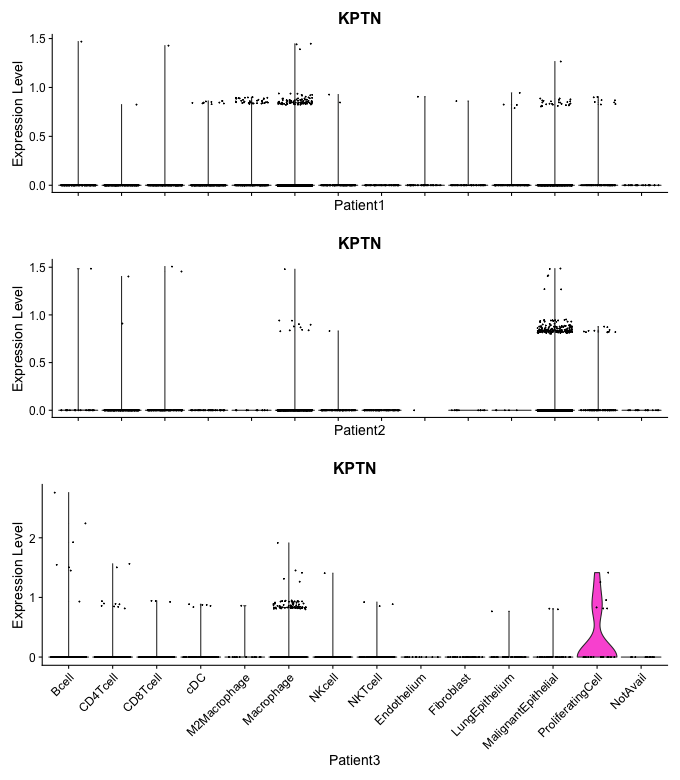 KPTN
Expression Level
1.5
1.0
0.5
0.0
Patient1
KPTN
Expression Level
1.5
1.0
0.5
0.0
Patient2
KPTN
Expression Level
2
1
0
Bcell
CD4Tcell
CD8Tcell
cDC
M2Macrophage
Macrophage
NKcell
NKTcell
Endothelium
Fibroblast
LungEpithelium
MalignantEpithelial
ProliferatingCell
NotAvail
Patient3